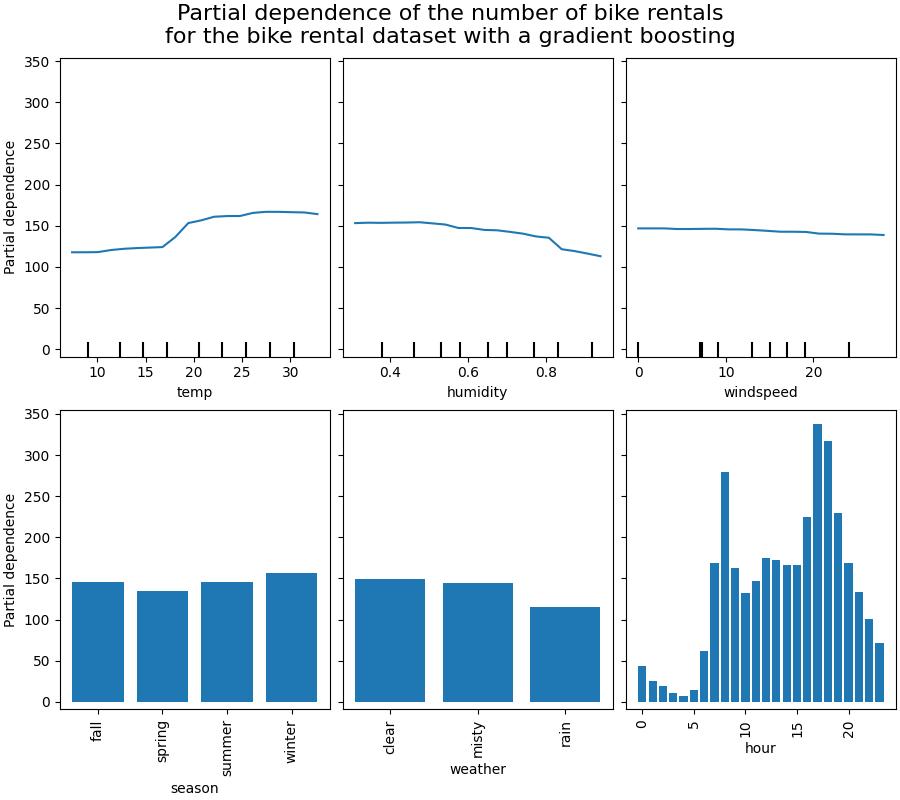 Partial dependence of the number of bike rentals
for the bike rental dataset with a gradient boosting
350
300
250
200
150
100
50
0
Partial dependence
10 15 20 25 30
temp
0.4 0.6 0.8
humidity
0 10 20
windspeed
350
300
250
200
150
100
50
0
Partial dependence
fall
spring
summer
winter
season
clear
misty
rain
weather
0
5
10
15
20
hour